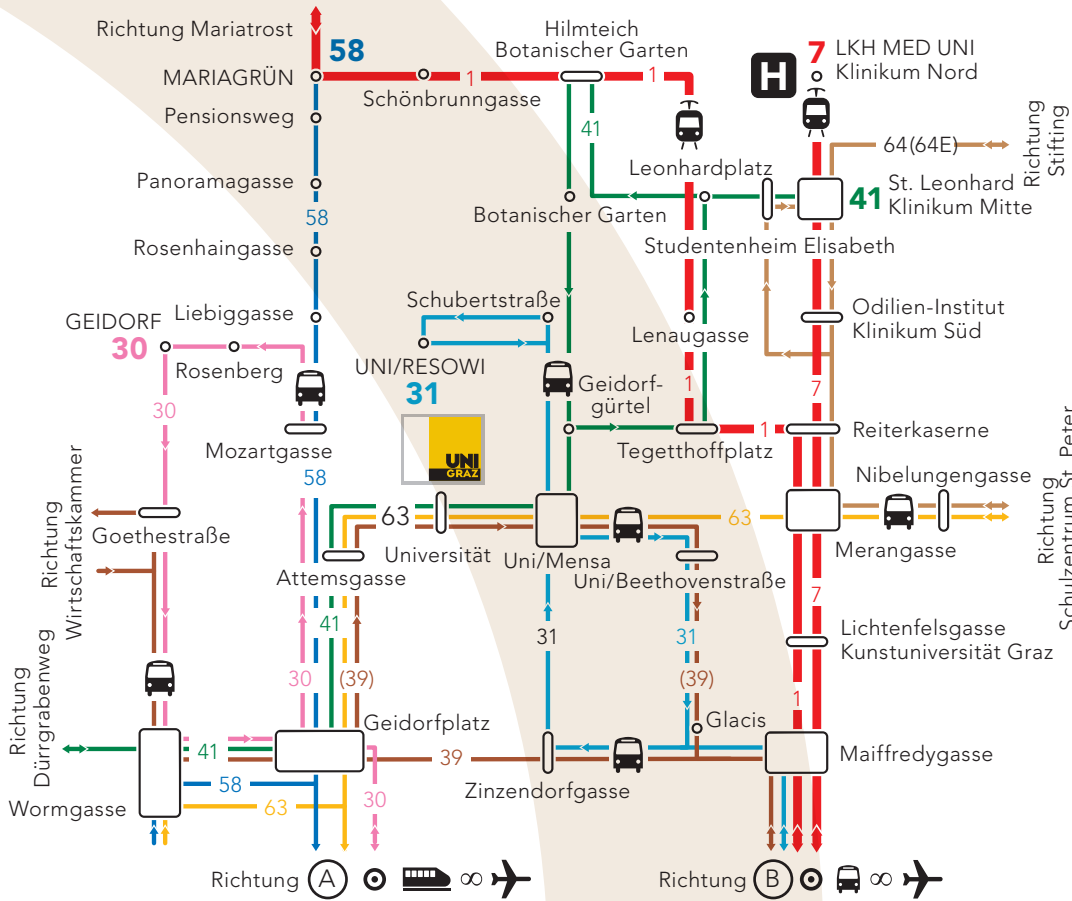 Richtung Mariatrost
58
Hilmteich
Botanischer Garten
7
LKH MED UNI
Klinikum Nord
H
MARIAGRÜN
1
1
Schönbrunngasse
Pensionsweg
41
64(64E)
Richtung
Stifting
Leonhardplatz
Panoramagasse
41
St. Leonhard
Klinikum Mitte
58
Botanischer Garten
Studentenheim Elisabeth
Rosenhaingasse
Schubertstraße
Liebiggasse
Odilien-Institut
Klinikum Süd
GEIDORF
30
Lenaugasse
Rosenberg
UNI/RESOWI
31
Geidorf-
gürtel
1
7
30
UNI
GRAZ
1
Reiterkaserne
Mozartgasse
Tegetthoffplatz
58
Nibelungengasse
Richtung
Wirtschaftskammer
Goethestraße
63
63
Richtung
Schulzentrum St. Peter
Universität
Uni/Mensa
Merangasse
Attemsgasse
Uni/Beethovenstraße
7
41
31
31
Lichtenfelsgasse
Kunstuniversität Graz
30
(39)
(39)
1
Richtung
Dürrgrabenweg
Geidorfplatz
Glacis
41
39
Maiffredygasse
58
Zinzendorfgasse
Wormgasse
63
30
Richtung A
∞
Richtung B
∞